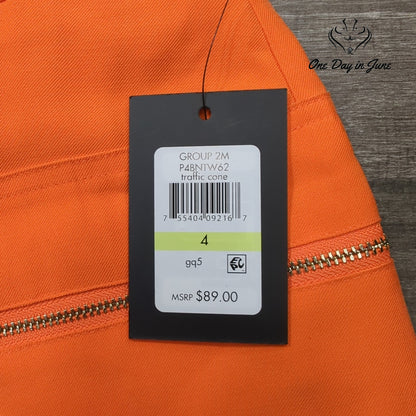 One Day in June
GROUP 2M
P4BNTW62
traffic cone
7 55404 09216 7
4
gq5
MSRP $89.00